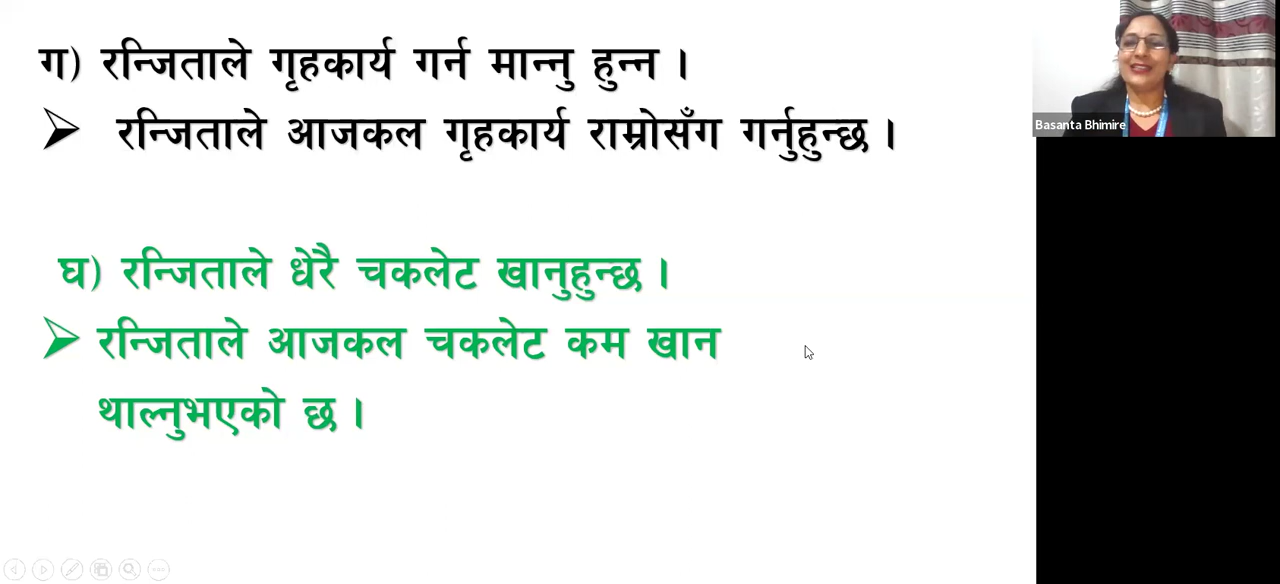 ग) रन्जिताले गृहकार्य गर्न मान्नु हुन्न ।
➢ रन्जिताले आजकल गृहकार्य राम्रोसँग गर्नुहुन्छ ।
घ) रन्जिताले धेरै चकलेट खानुहुन्छ ।
➢ रन्जिताले आजकल चकलेट कम खान
थाल्नुभएको छ ।
Basanta Bhimire